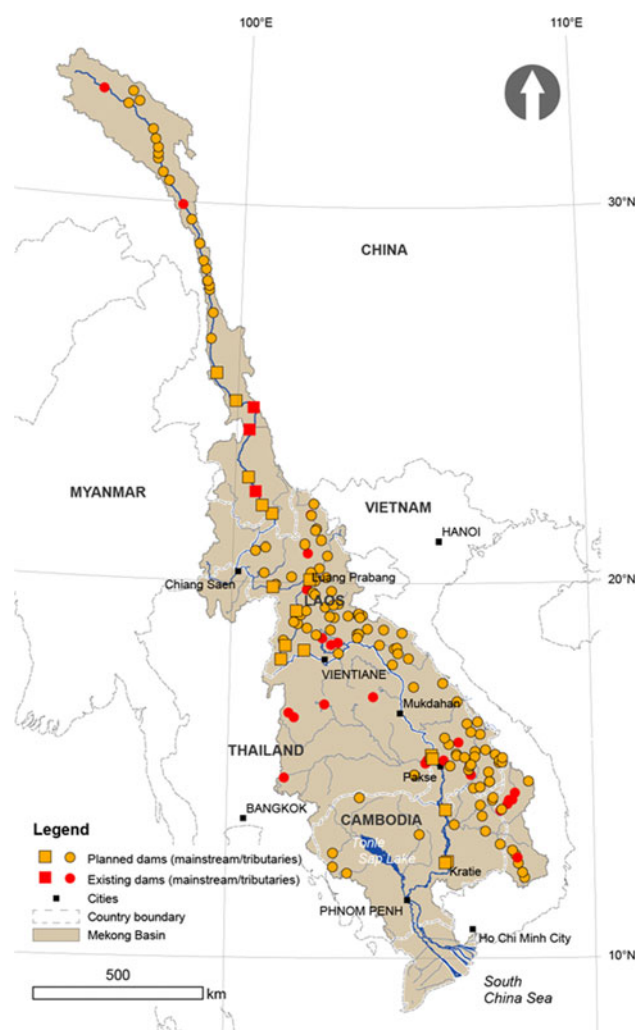 100°E
110°E
30°N
CHINA
MYANMAR
VIETNAM
HANOI
Chiang Saen
Luang Prabang
20°N
LAOS
VIENTIANE
Mukdahan
THAILAND
Pakse
BANGKOK
CAMBODIA
Tonle
Sap Lake
Kratie
PHNOM PENH
Ho Chi Minh City
10°N
South
China Sea
Legend
Planned dams (mainstream/tributaries)
Existing dams (mainstream/tributaries)
Cities
Country boundary
Mekong Basin
500
km